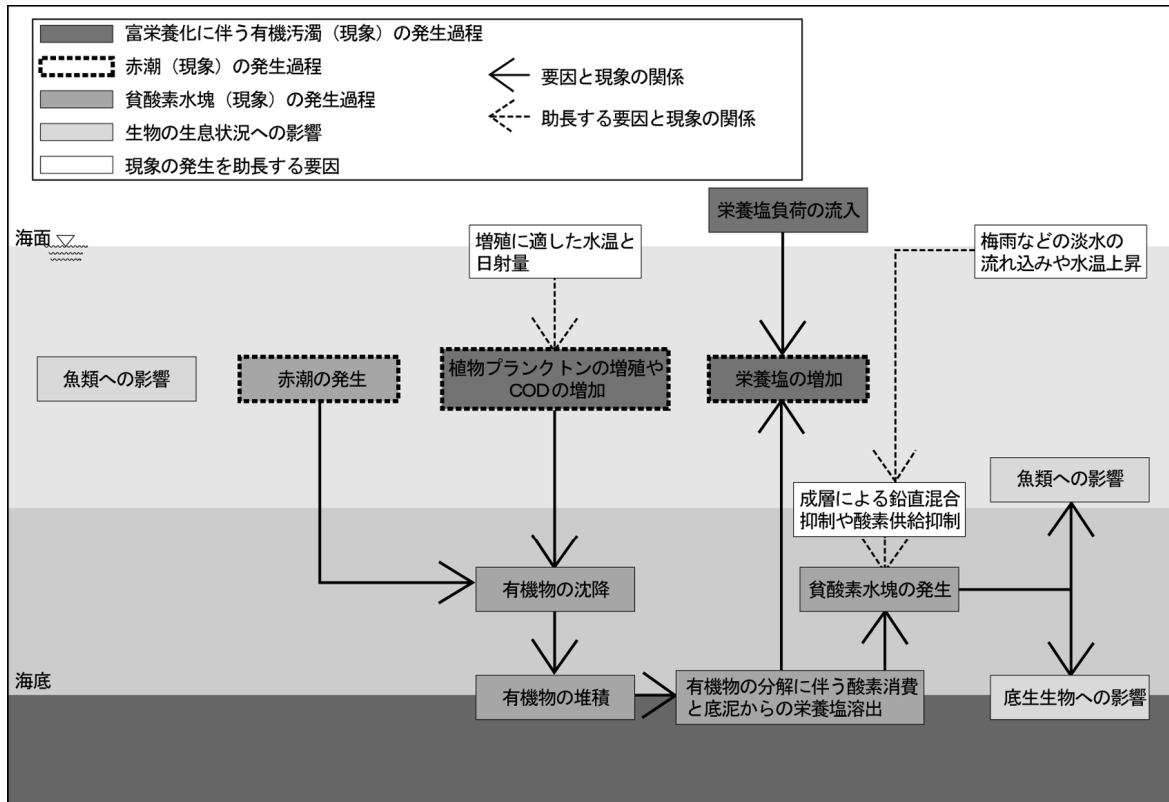 富栄養化に伴う有機汚濁（現象）の発生過程
赤潮（現象）の発生過程
貧酸素水塊（現象）の発生過程
生物の生息状況への影響
現象の発生を助長する要因
要因と現象の関係
助長する要因と現象の関係
海面
増殖に適した水温と
日射量
栄養塩負荷の流入
梅雨などの淡水の
流れ込みや水温上昇
魚類への影響
赤潮の発生
植物プランクトンの増殖や
CODの増加
栄養塩の増加
成層による鉛直混合
抑制や酸素供給抑制
魚類への影響
有機物の沈降
貧酸素水塊の発生
海底
有機物の堆積
有機物の分解に伴う酸素消費
と底泥からの栄養塩溶出
底生生物への影響